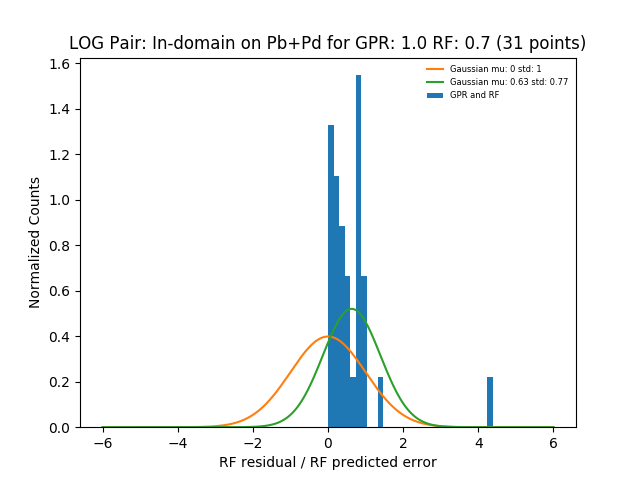 LOG Pair: In-domain on Pb+Pd for GPR: 1.0 RF: 0.7 (31 points)
Gaussian mu: 0 std: 1
Gaussian mu: 0.63 std: 0.77
GPR and RF
Normalized Counts
1.6
1.4
1.2
1.0
0.8
0.6
0.4
0.2
0.0
−6 −4 −2 0 2 4 6
RF residual / RF predicted error